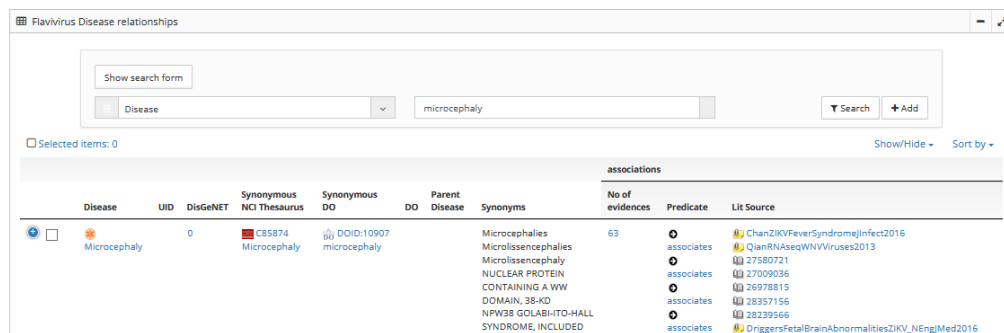 Flavivirus Disease relationships
Show search form
Disease microcephaly Search Add
Selected items: 0 Show/Hide Sort by
associations
Disease UID DisGeNET Synonymous NCI Thesaurus Synonymous DO DO Parent Disease Synonyms No of evidences Predicate Lit Source
Microcephaly 0 C85874 Microcephaly DOID:10907 microcephaly
Microcephalies
Microlissencephalies
Microlissencephaly
NUCLEAR PROTEIN
CONTAINING A WW
DOMAIN, 38-KD
NPW38 GOLABI-ITO-HALL
SYNDROME, INCLUDED
63
associates
associates
associates
associates
ChanZIKVFeverSyndromeJInfect2016
QianRNAseqWNVViruses2013
27580721
27009036
26978815
28357156
28239566
DriggersFetalBrainAbnormalitiesZIKV_NEngJMed2016